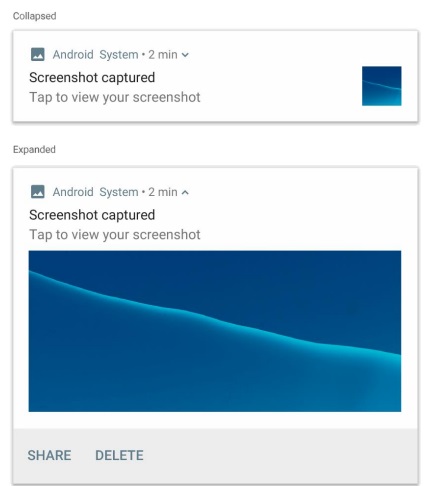 Collapsed
Android System • 2 min
Screenshot captured
Tap to view your screenshot
Expanded
Android System • 2 min
Screenshot captured
Tap to view your screenshot
SHARE DELETE